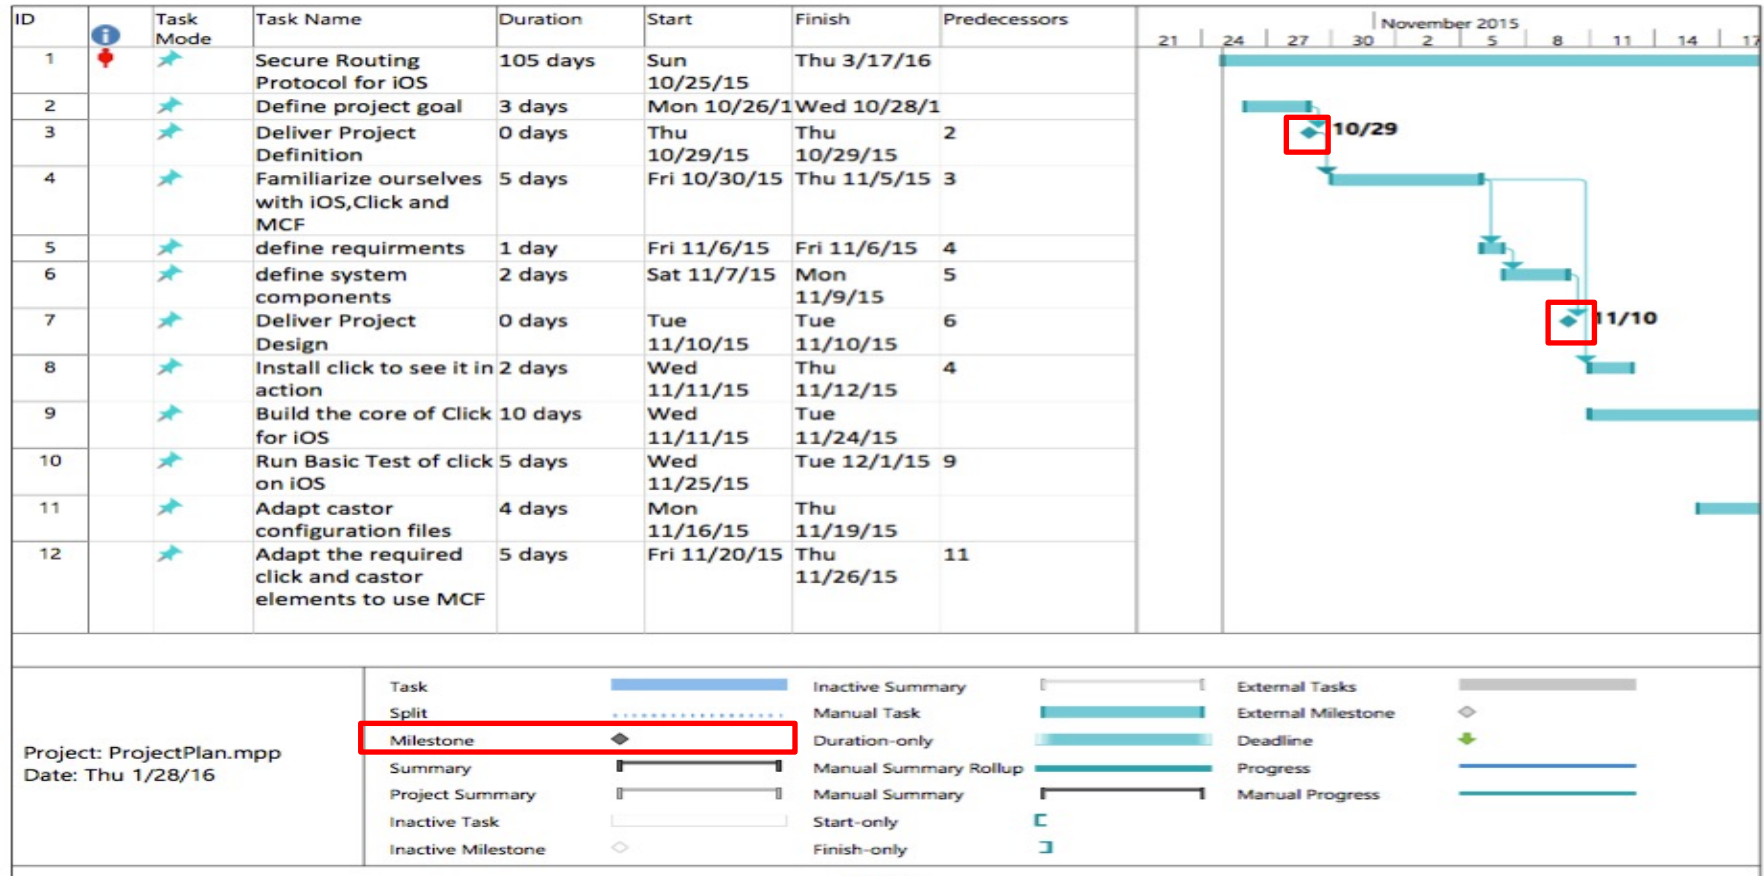 ID Task Mode Task Name Duration Start Finish Predecessors
November 2015
21 24 27 30 2 5 8 11 14 17
1 Secure Routing 105 days Sun Thu 3/17/16
Protocol for iOS 10/25/15
2 Define project goal 3 days Mon 10/26/1 Wed 10/28/1
3 Deliver Project 0 days Thu Thu 2 10/29
Definition 10/29/15 10/29/15
4 Familiarize ourselves 5 days Fri 10/30/15 Thu 11/5/15 3
with iOS,Click and
MCF
5 define requirments 1 day Fri 11/6/15 Fri 11/6/15 4
6 define system 2 days Sat 11/7/15 Mon 5
components 11/9/15
7 Deliver Project 0 days Tue Tue 6 11/10
Design 11/10/15 11/10/15
8 Install click to see it in 2 days Wed Thu 4
action 11/11/15 11/12/15
9 Build the core of Click 10 days Wed Tue
for iOS 11/11/15 11/24/15
10 Run Basic Test of click 5 days Wed Tue 12/1/15 9
on iOS 11/25/15
11 Adapt castor 4 days Mon Thu
configuration files 11/16/15 11/19/15
12 Adapt the required 5 days Fri 11/20/15 Thu 11
click and castor 11/26/15
elements to use MCF
Project: ProjectPlan.mpp
Date: Thu 1/28/16
Task
Split
Milestone
Summary
Project Summary
Inactive Task
Inactive Milestone
Inactive Summary
Manual Task
Duration-only
Manual Summary Rollup
Manual Summary
Start-only
Finish-only
External Tasks
External Milestone
Deadline
Progress
Manual Progress